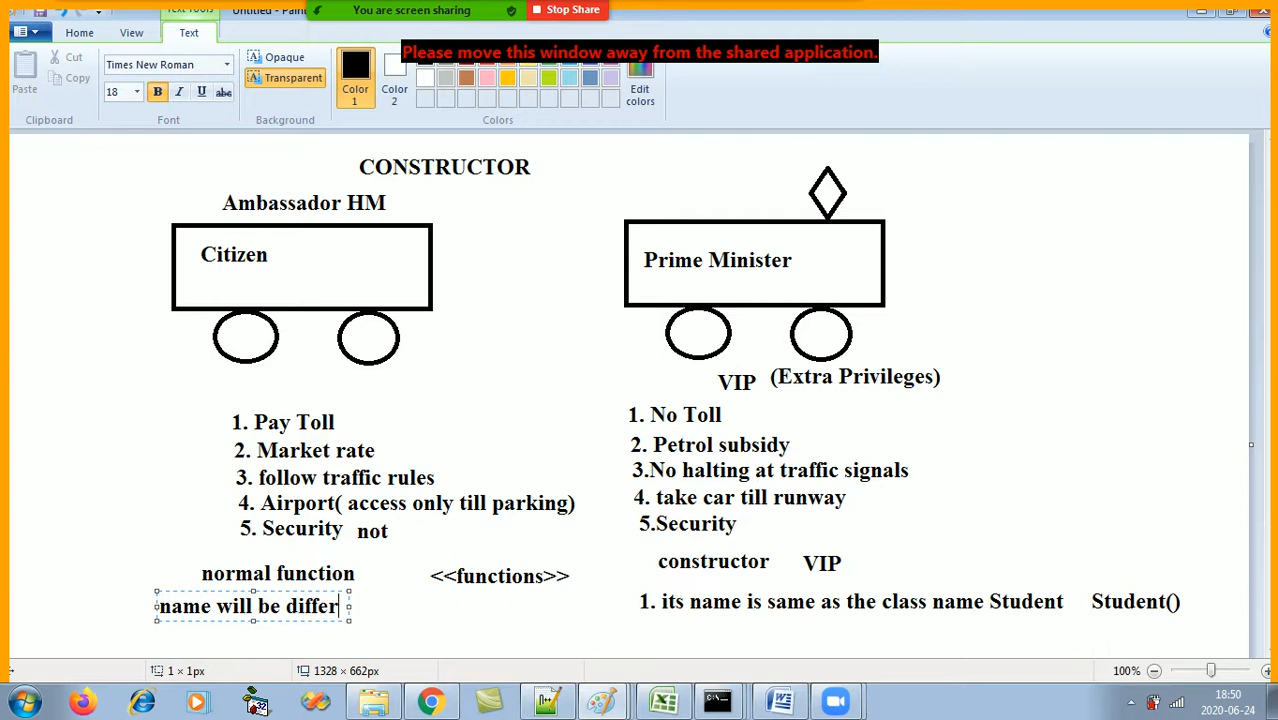 Text Tools
Untitled - Pain
You are screen sharing
Stop Share
Home
View
Text
Please move this window away from the shared application.
Cut
Copy
Paste
Times New Roman
18
B
I
U
abc
Opaque
Transparent
Color
1
Color
2
Edit
colors
Clipboard
Font
Background
Colors
CONSTRUCTOR
Ambassador HM
Citizen
Prime Minister
VIP
(Extra Privileges)
1. Pay Toll
2. Market rate
3. follow traffic rules
4. Airport( access only till parking)
5. Security not
1. No Toll
2. Petrol subsidy
3.No halting at traffic signals
4. take car till runway
5.Security
normal function
<<functions>>
constructor VIP
name will be differ
1. its name is same as the class name Student Student()
1 × 1px
1328 × 662px
100%
32
18:50
2020-06-24